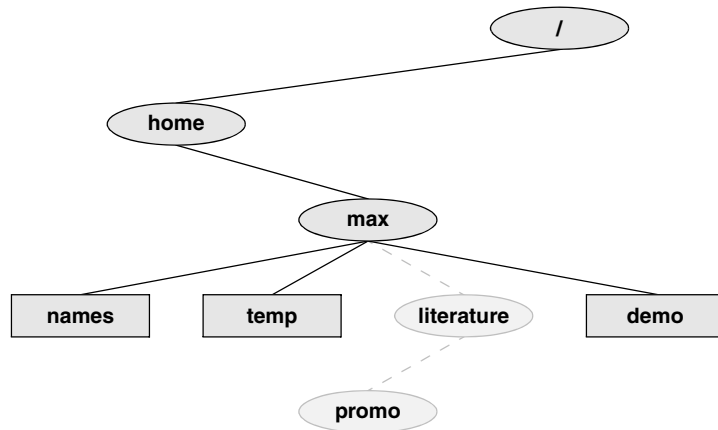 /
home
max
names
temp
literature
demo
promo